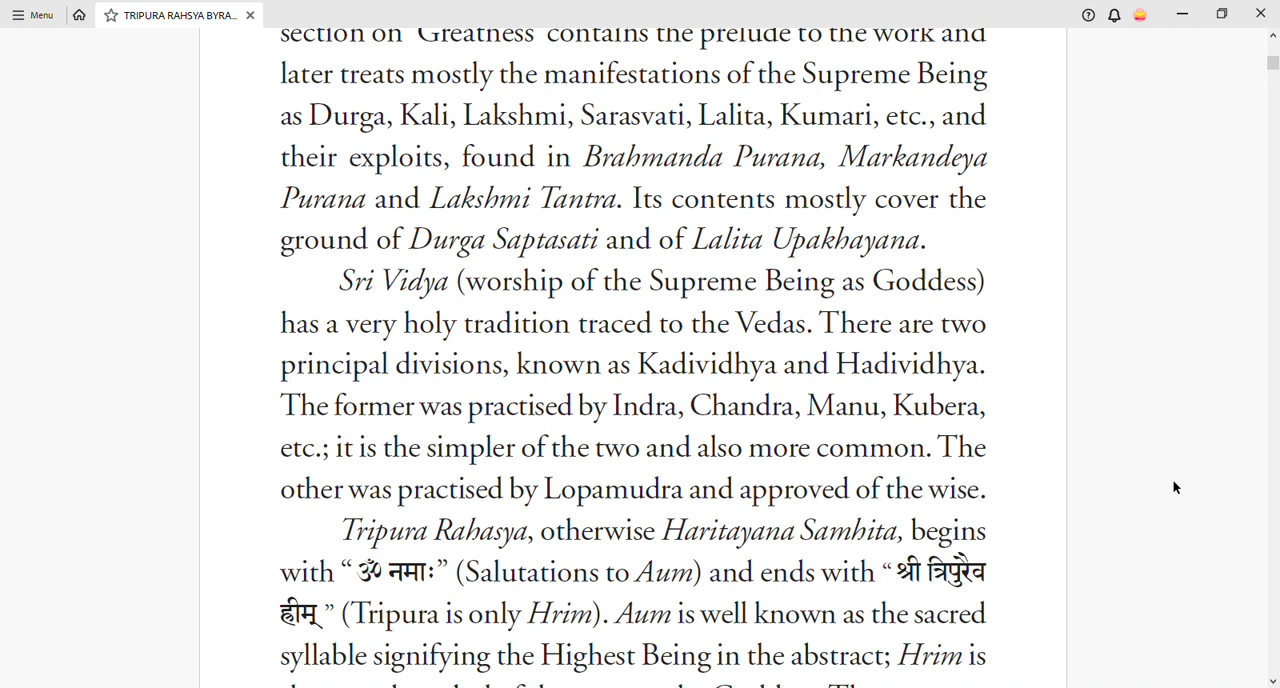 Menu
TRIPURA RAHSYA BYRA...
section on 'Greatness' contains the prelude to the work and
later treats mostly the manifestations of the Supreme Being
as Durga, Kali, Lakshmi, Sarasvati, Lalita, Kumari, etc., and
their exploits, found in Brahmanda Purana, Markandeya
Purana and Lakshmi Tantra. Its contents mostly cover the
ground of Durga Saptasati and of Lalita Upakhayana.
Sri Vidya (worship of the Supreme Being as Goddess)
has a very holy tradition traced to the Vedas. There are two
principal divisions, known as Kadividhya and Hadividhya.
The former was practised by Indra, Chandra, Manu, Kubera,
etc.; it is the simpler of the two and also more common. The
other was practised by Lopamudra and approved of the wise.
Tripura Rahasya, otherwise Haritayana Samhita, begins
with “ॐ नमाः” (Salutations to Aum) and ends with “श्री त्रिपुरैव
ह्रीम् ” (Tripura is only Hrim). Aum is well known as the sacred
syllable signifying the Highest Being in the abstract; Hrim is